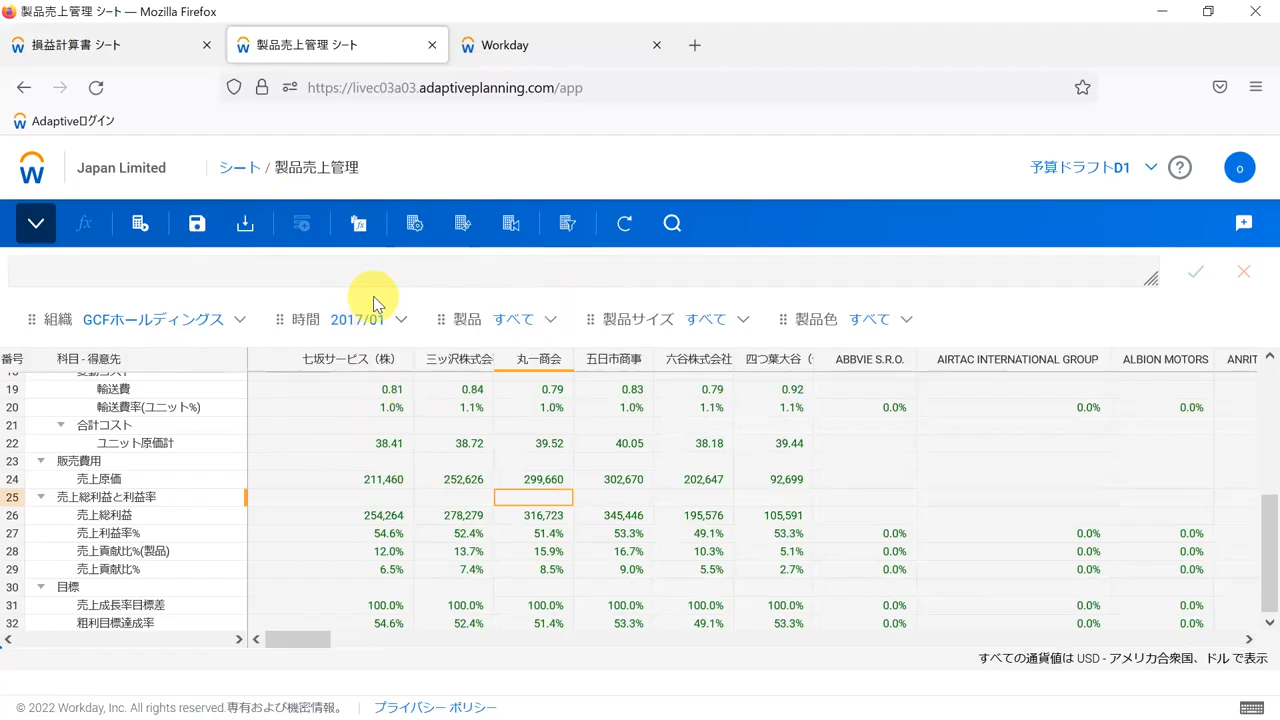 製品売上管理 シート — Mozilla Firefox
損益計算書 シート
製品売上管理 シート
Workday
https://livec03a03.adaptiveplanning.com/app
Adaptiveログイン
Japan Limited
シート / 製品売上管理
予算ドラフトD1
組織 GCFホールディングス 時間 2017/01 製品 すべて 製品サイズ すべて 製品色 すべて
番号 科目 - 得意先 七坂サービス（株） 三ッ沢株式会 丸一商会 五日市商事 六谷株式会社 四つ葉大谷（ ABBVIE S.R.O. AIRTAC INTERNATIONAL GROUP ALBION MOTORS ANRIT
19 輸送費 0.81 0.84 0.79 0.83 0.79 0.92
20 輸送費率(ユニット%) 1.0% 1.1% 1.0% 1.0% 1.1% 1.1% 0.0% 0.0% 0.0%
21 合計コスト
22 ユニット原価計 38.41 38.72 39.52 40.05 38.18 39.44
23 販売費用
24 売上原価 211,460 252,626 299,660 302,670 202,647 92,699
25 売上総利益と利益率
26 売上総利益 254,264 278,279 316,723 345,446 195,576 105,591
27 売上利益率% 54.6% 52.4% 51.4% 53.3% 49.1% 53.3% 0.0% 0.0% 0.0%
28 売上貢献比%(製品) 12.0% 13.7% 15.9% 16.7% 10.3% 5.1% 0.0% 0.0% 0.0%
29 売上貢献比% 6.5% 7.4% 8.5% 9.0% 5.5% 2.7% 0.0% 0.0% 0.0%
30 目標
31 売上成長率目標差 100.0% 100.0% 100.0% 100.0% 100.0% 100.0% 0.0% 0.0% 0.0%
32 粗利目標達成率 54.6% 52.4% 51.4% 53.3% 49.1% 53.3% 0.0% 0.0% 0.0%
すべての通貨値は USD - アメリカ合衆国、ドル で表示
© 2022 Workday, Inc. All rights reserved.専有および機密情報。 プライバシー ポリシー